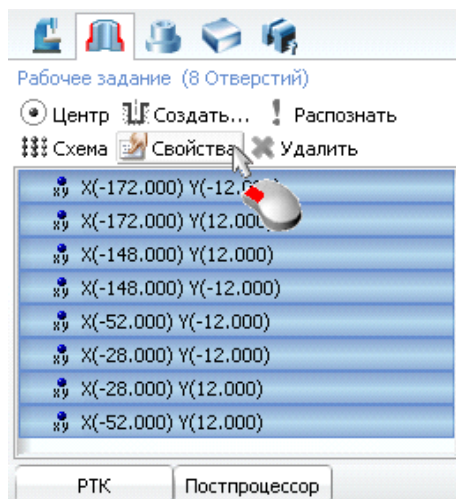 Рабочее задание (8 Отверстий)
Центр Создать... Распознать
Схема Свойства Удалить
X(-172.000) Y(-12.000)
X(-172.000) Y(12.000)
X(-148.000) Y(12.000)
X(-148.000) Y(-12.000)
X(-52.000) Y(-12.000)
X(-28.000) Y(-12.000)
X(-28.000) Y(12.000)
X(-52.000) Y(12.000)
РТК Постпроцессор